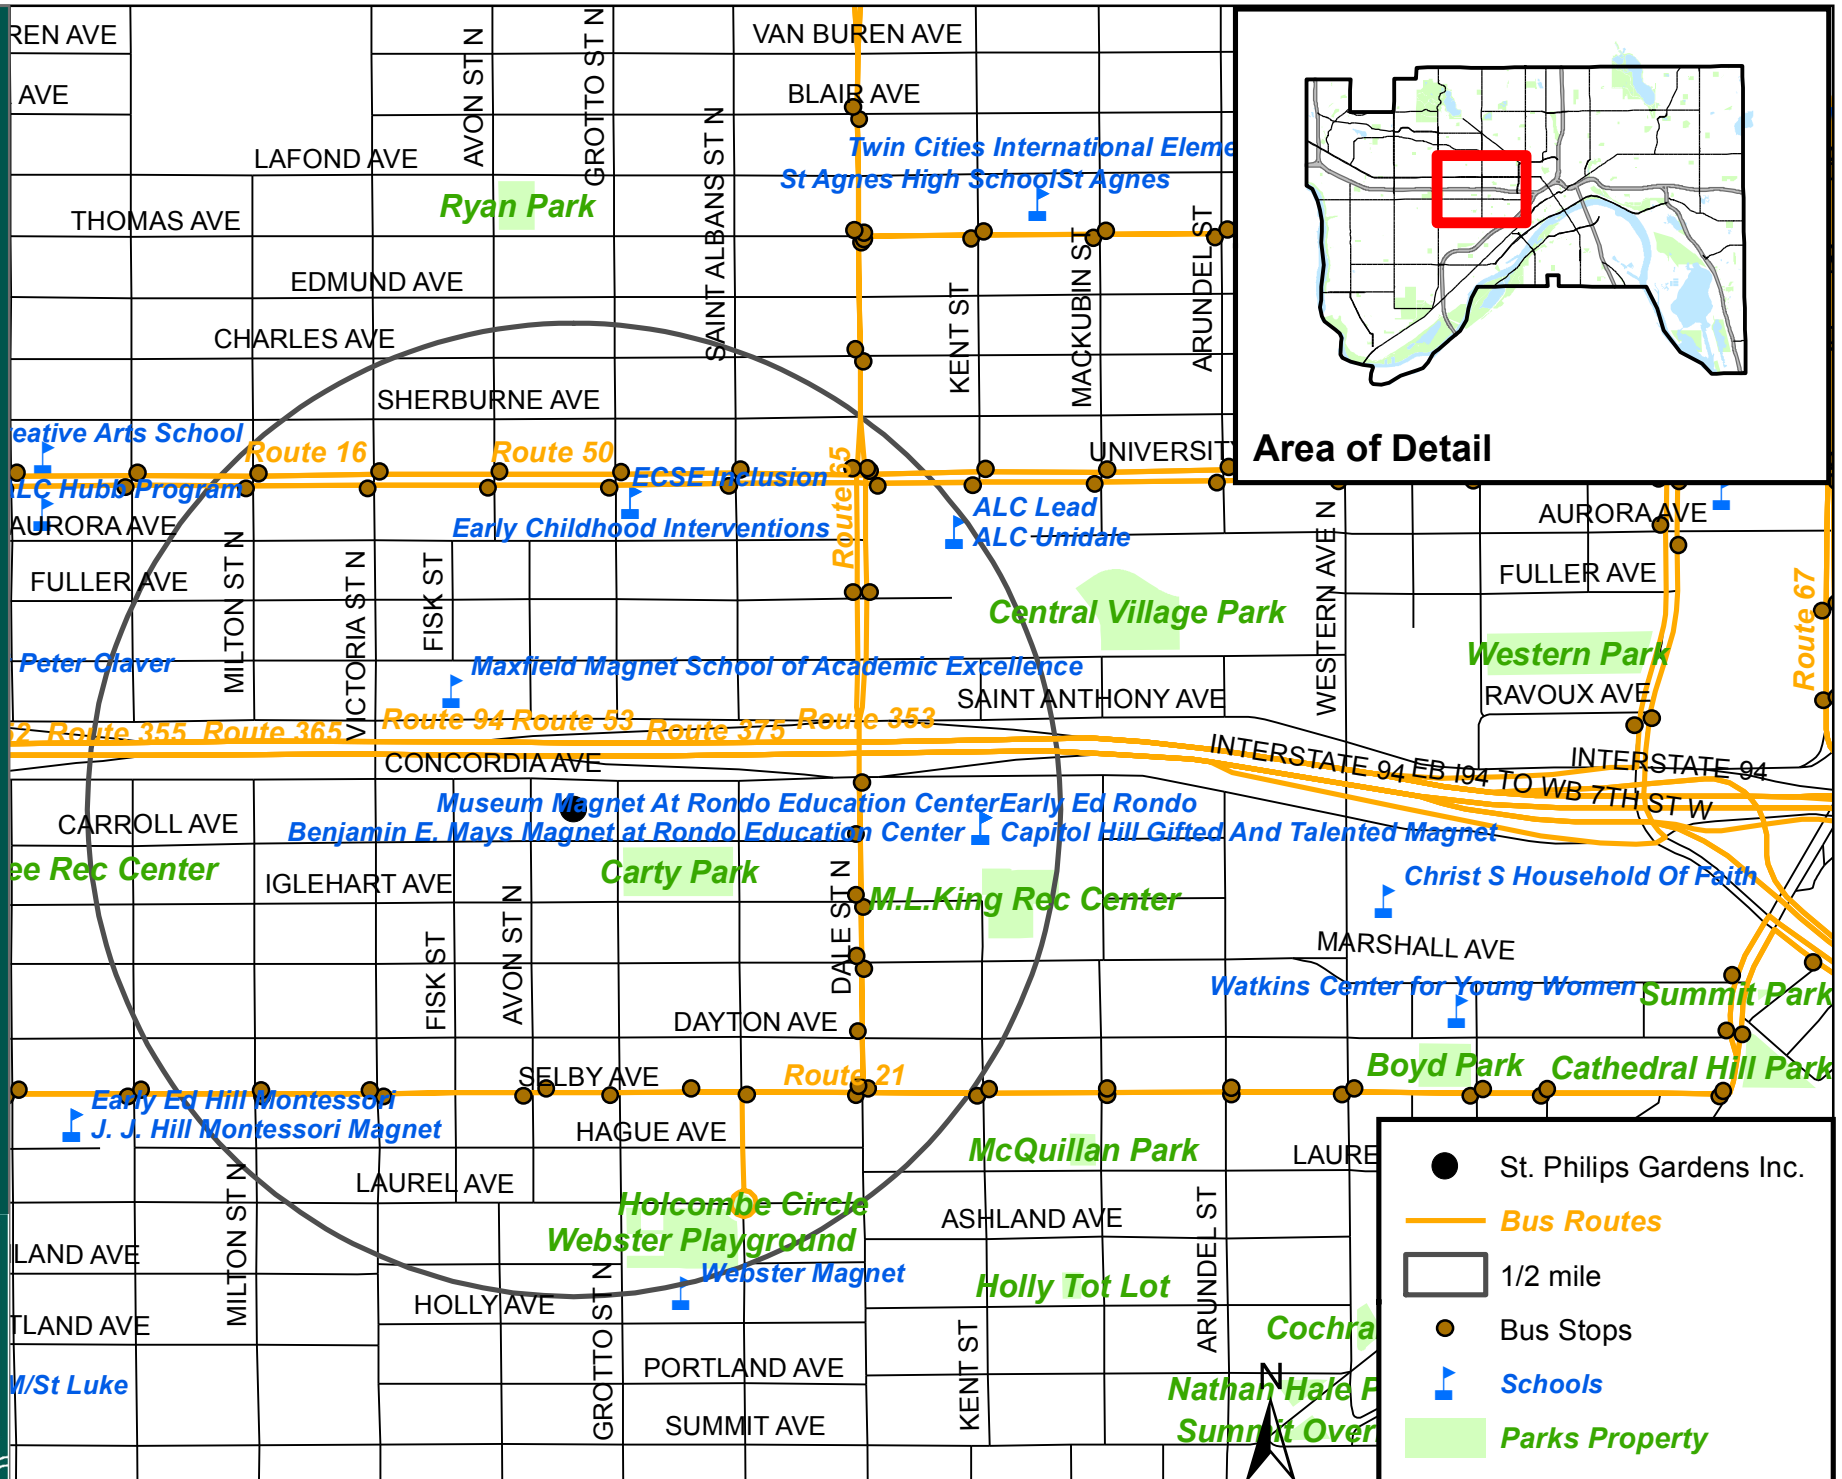 REN AVE
VAN BUREN AVE
AVE
BLAIR AVE
AVON ST N
GROTTO ST N
LAFOND AVE
SAINT ALBANS ST N
Twin Cities International Eleme
St Agnes High SchoolSt Agnes
Ryan Park
THOMAS AVE
EDMUND AVE
KENT ST
MACKUBIN ST
ARUNDEL ST
CHARLES AVE
SHERBURNE AVE
Area of Detail
eative Arts School
Route 16
Route 50
Route 65
UNIVERSITY
ALC Hubb Program
ECSE Inclusion
AURORA AVE
Early Childhood Interventions
ALC Lead
ALC Unidale
WESTERN AVE N
AURORA AVE
FULLER AVE
MILTON ST N
VICTORIA ST N
FISK ST
Central Village Park
FULLER AVE
Route 67
Peter Claver
Maxfield Magnet School of Academic Excellence
Western Park
SAINT ANTHONY AVE
RAVOUX AVE
52 Route 355 Route 365 Route 94 Route 53 Route 375 Route 353
CONCORDIA AVE
INTERSTATE 94
EB I94 TO WB 7TH ST W
INTERSTATE 94
Museum Magnet At Rondo Education CenterEarly Ed Rondo
CARROLL AVE
Benjamin E. Mays Magnet at Rondo Education Center
Capitol Hill Gifted And Talented Magnet
ee Rec Center
IGLEHART AVE
Carty Park
DALE ST N
M.L.King Rec Center
Christ S Household Of Faith
FISK ST
AVON ST N
MARSHALL AVE
Watkins Center for Young Women
Summit Park
DAYTON AVE
SELBY AVE
Route 21
Boyd Park
Cathedral Hill Park
Early Ed Hill Montessori
J. J. Hill Montessori Magnet
HAGUE AVE
McQuillan Park
LAURE
MILTON ST N
LAUREL AVE
Holcombe Circle
ASHLAND AVE
ARUNDEL ST
LAND AVE
Webster Playground
Webster Magnet
Holly Tot Lot
HOLLY AVE
GROTTO ST N
TLAND AVE
Cochra
KENT ST
PORTLAND AVE
M/St Luke
N
Nathan Hale P
SUMMIT AVE
Summit Over
St. Philips Gardens Inc.
Bus Routes
1/2 mile
Bus Stops
Schools
Parks Property